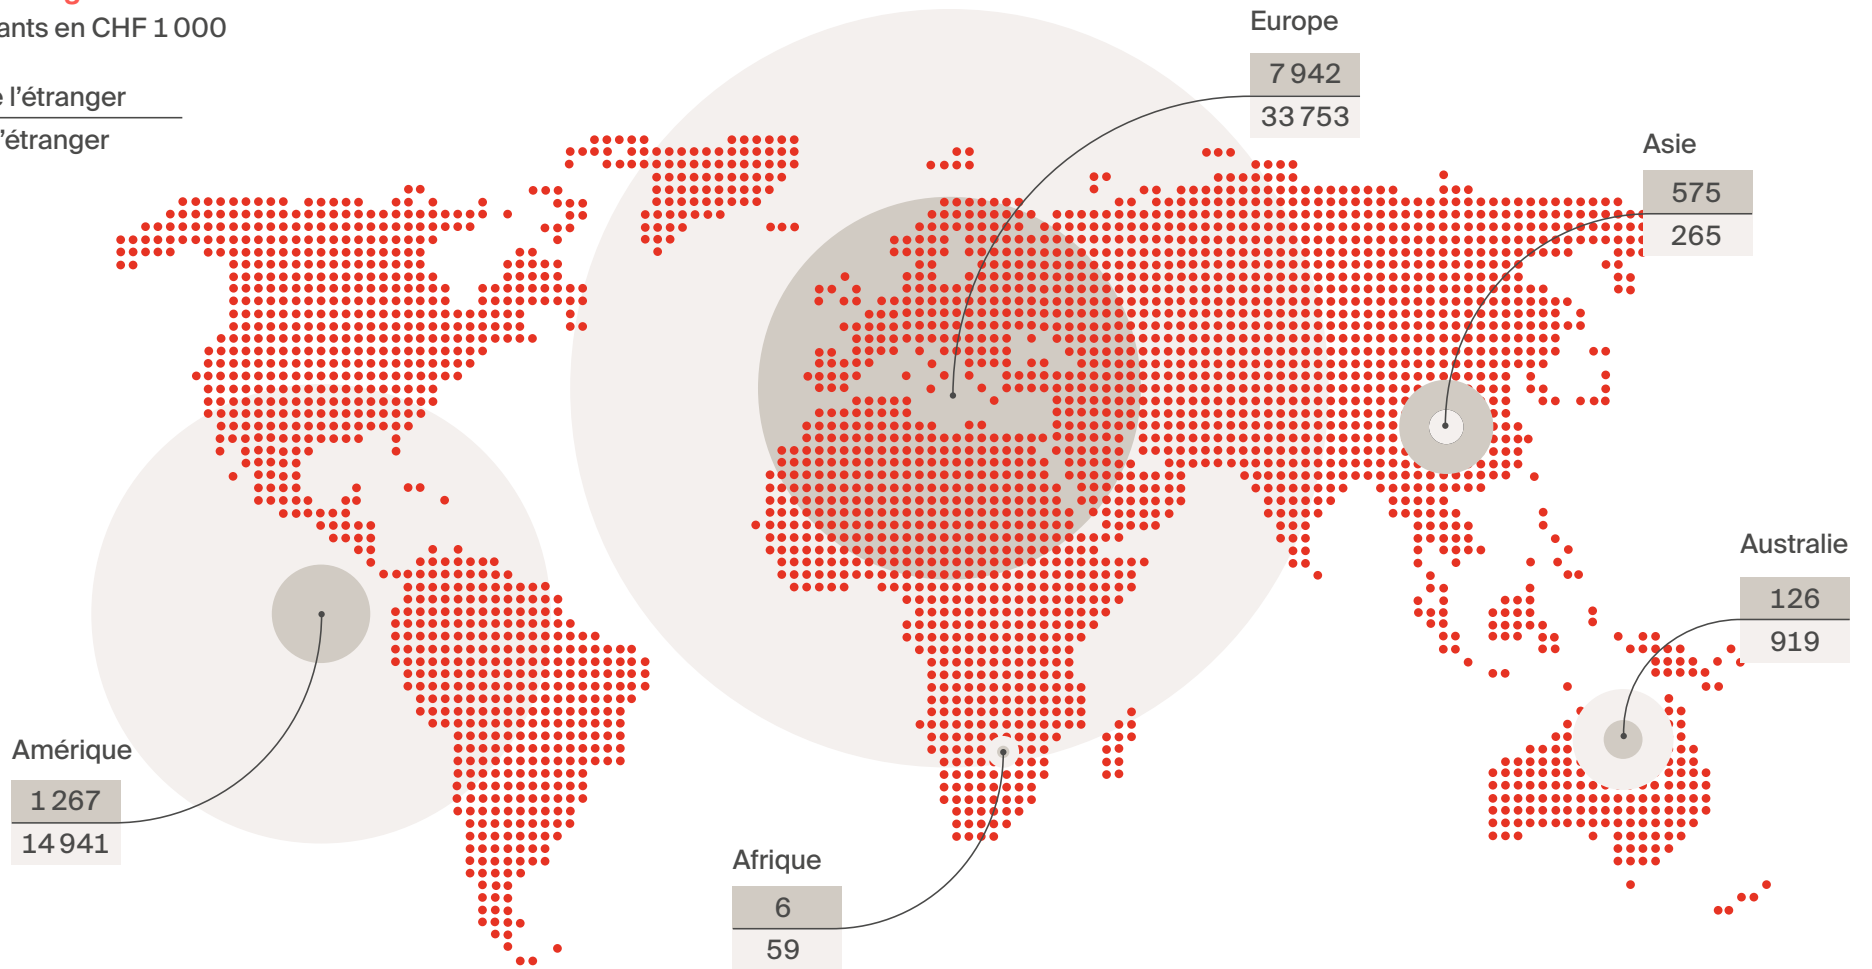 ants en CHF 1 000
l’étranger
l’étranger
Europe
7 942
33 753
Asie
575
265
Australie
126
919
Amérique
1 267
14 941
Afrique
6
59